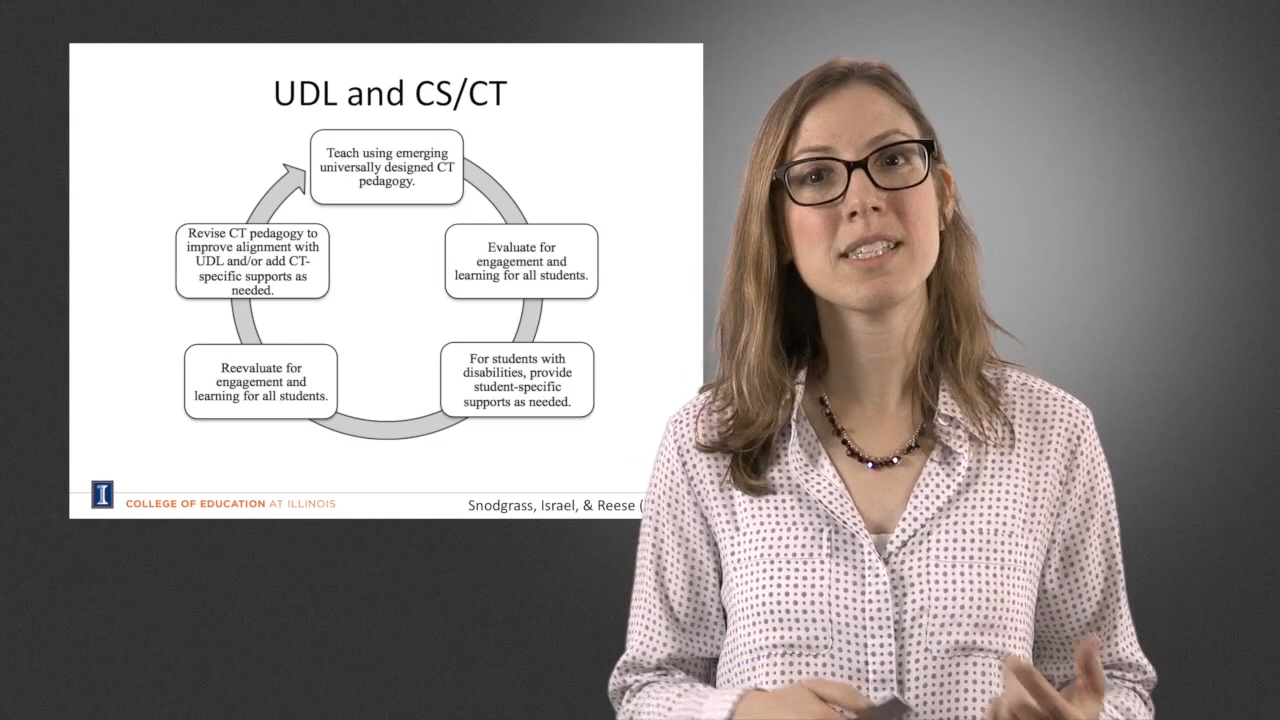 UDL and CS/CT
Teach using emerging
universally designed CT
pedagogy.
Evaluate for
engagement and
learning for all students.
For students with
disabilities, provide
student-specific
supports as needed.
Reevaluate for
engagement and
learning for all students.
Revise CT pedagogy to
improve alignment with
UDL and/or add CT-
specific supports as
needed.
I
COLLEGE OF EDUCATION AT ILLINOIS
Snodgrass, Israel, & Reese (